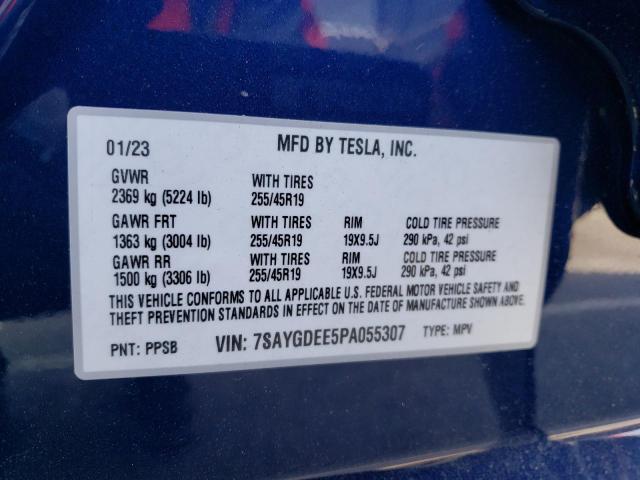 01/23 MFD BY TESLA, INC.
GVWR WITH TIRES
2369 kg (5224 lb) 255/45R19
GAWR FRT WITH TIRES RIM COLD TIRE PRESSURE
1363 kg (3004 lb) 255/45R19 19X9.5J 290 kPa, 42 psi
GAWR RR WITH TIRES RIM COLD TIRE PRESSURE
1500 kg (3306 lb) 255/45R19 19X9.5J 290 kPa, 42 psi
THIS VEHICLE CONFORMS TO ALL APPLICABLE U.S. FEDERAL MOTOR VEHICLE SAFETY AND
THEFT PREVENTION STANDARDS IN EFFECT ON THE DATE OF MANUFACTURE SHOWN ABOVE.
PNT: PPSB VIN: 7SAYGDEE5PA055307 TYPE: MPV